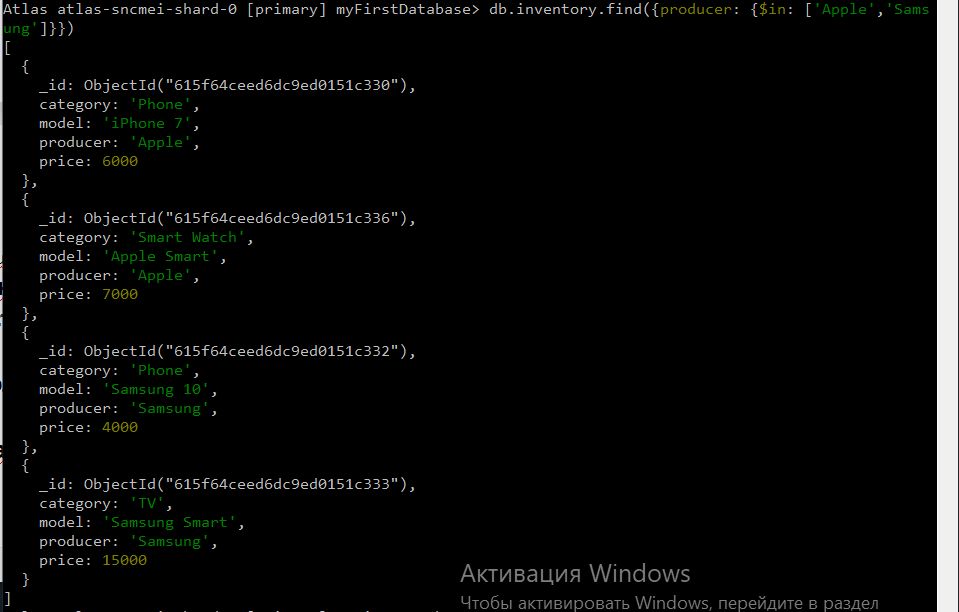 Atlas atlas-sncmei-shard-0 [primary] myFirstDatabase> db.inventory.find({producer: {$in: ['Apple','Sams
ung']}})
[
  {
    _id: ObjectId("615f64ceed6dc9ed0151c330"),
    category: 'Phone',
    model: 'iPhone 7',
    producer: 'Apple',
    price: 6000
  },
  {
    _id: ObjectId("615f64ceed6dc9ed0151c336"),
    category: 'Smart Watch',
    model: 'Apple Smart',
    producer: 'Apple',
    price: 7000
  },
  {
    _id: ObjectId("615f64ceed6dc9ed0151c332"),
    category: 'Phone',
    model: 'Samsung 10',
    producer: 'Samsung',
    price: 4000
  },
  {
    _id: ObjectId("615f64ceed6dc9ed0151c333"),
    category: 'TV',
    model: 'Samsung Smart',
    producer: 'Samsung',
    price: 15000
  }
]
Активация Windows
Чтобы активировать Windows, перейдите в раздел